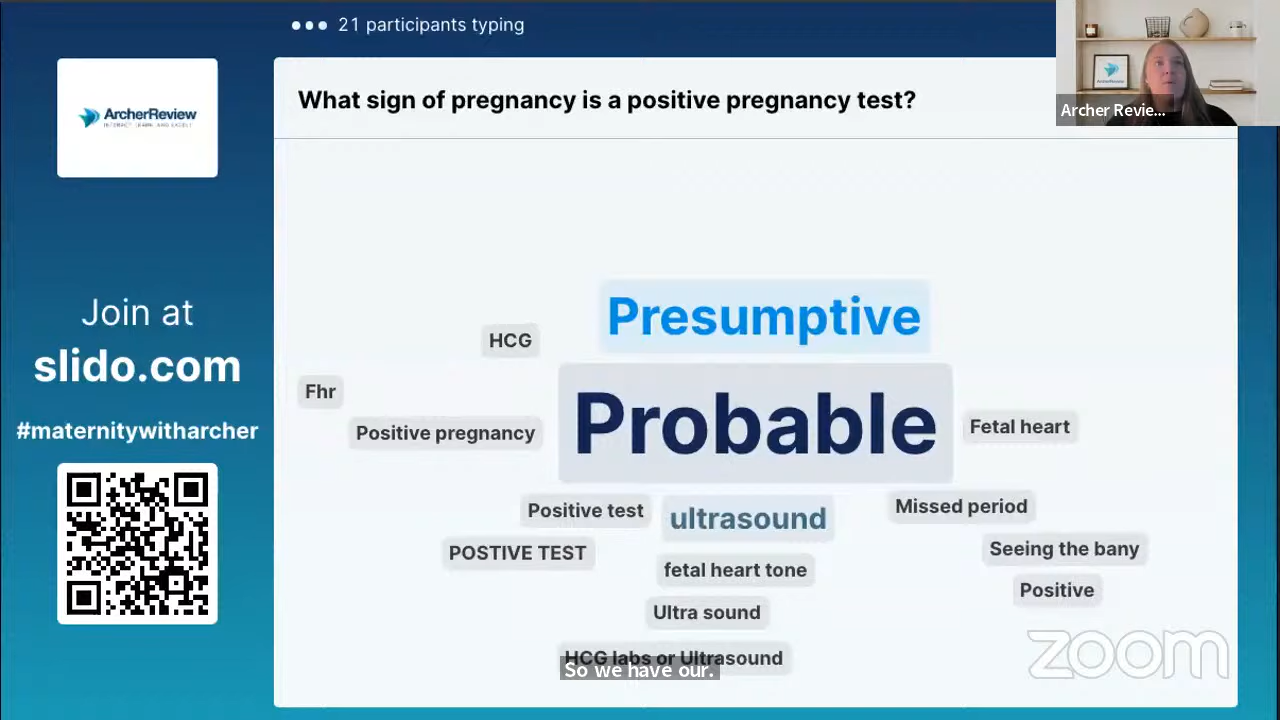 21 participants typing
ArcherReview
What sign of pregnancy is a positive pregnancy test?
Archer Revie...
Join at
slido.com
#maternitywitharcher
Presumptive
HCG
Fhr
Probable
Positive pregnancy
Fetal heart
Positive test
ultrasound
Missed period
POSTIVE TEST
Seeing the bany
fetal heart tone
Positive
Ultra sound
HCG labs or Ultrasound
So we have our.
zoom